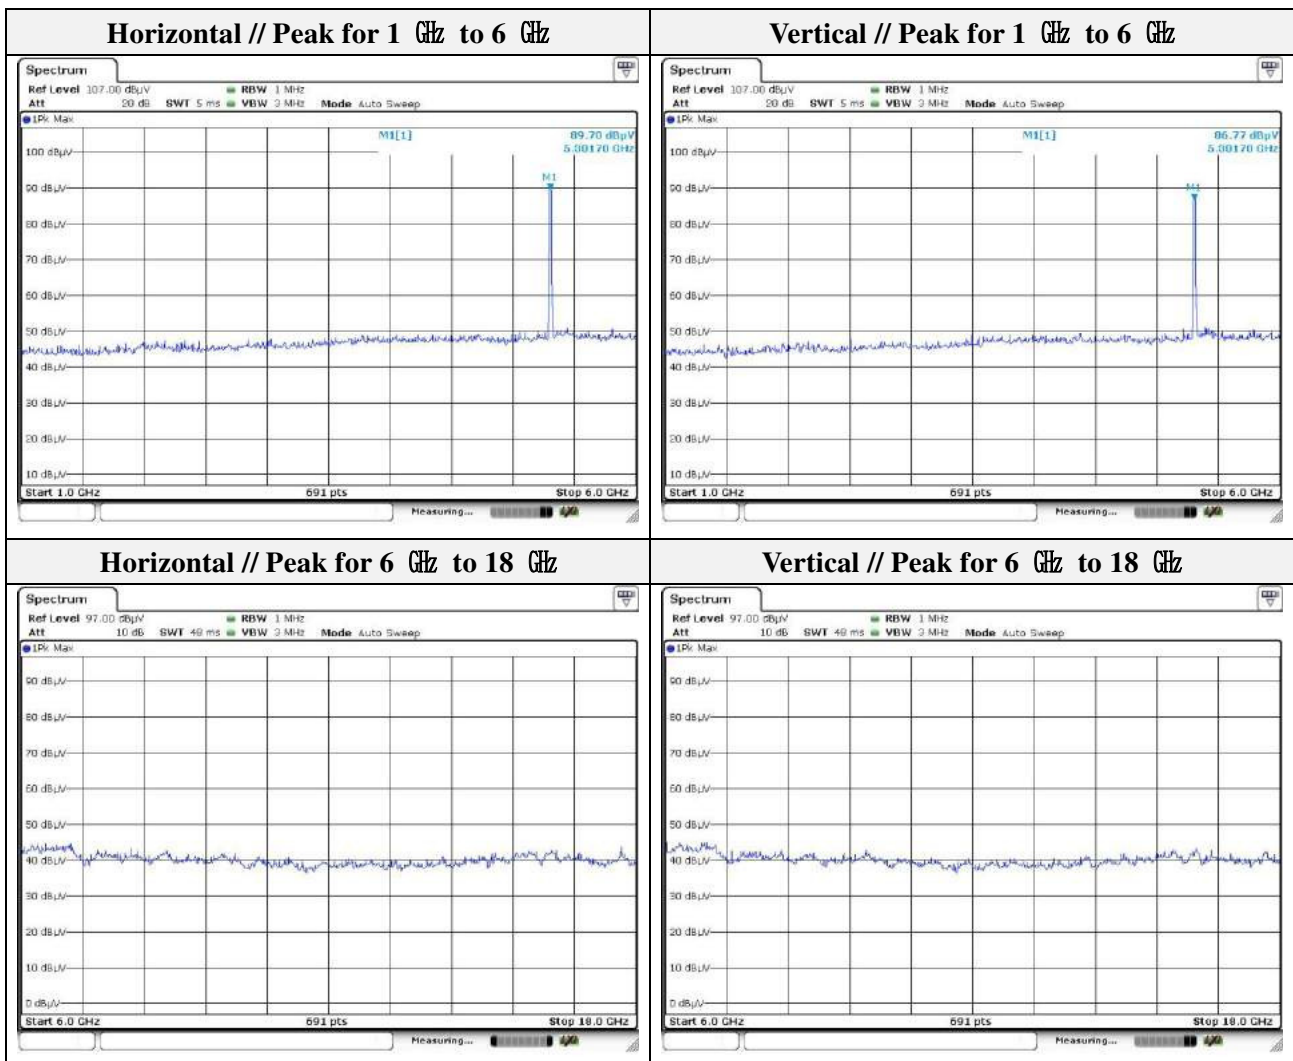 Horizontal // Peak for 1 ㎓ to 6 ㎓
Spectrum
Ref Level 107.00 dBµV RBW 1 MHz
Att 20 dB SWT 5 ms VBW 3 MHz Mode Auto Sweep
1Pk Max
M1[1] 89.70 dBµV
5.30170 GHz
M1
100 dBµV
90 dBµV
80 dBµV
70 dBµV
60 dBµV
50 dBµV
40 dBµV
30 dBµV
20 dBµV
10 dBµV
Start 1.0 GHz 691 pts Stop 6.0 GHz
Measuring...
Vertical // Peak for 1 ㎓ to 6 ㎓
Spectrum
Ref Level 107.00 dBµV RBW 1 MHz
Att 20 dB SWT 5 ms VBW 3 MHz Mode Auto Sweep
1Pk Max
M1[1] 86.77 dBµV
5.30170 GHz
M1
100 dBµV
90 dBµV
80 dBµV
70 dBµV
60 dBµV
50 dBµV
40 dBµV
30 dBµV
20 dBµV
10 dBµV
Start 1.0 GHz 691 pts Stop 6.0 GHz
Measuring...
Horizontal // Peak for 6 ㎓ to 18 ㎓
Spectrum
Ref Level 97.00 dBµV RBW 1 MHz
Att 10 dB SWT 48 ms VBW 3 MHz Mode Auto Sweep
1Pk Max
90 dBµV
80 dBµV
70 dBµV
60 dBµV
50 dBµV
40 dBµV
30 dBµV
20 dBµV
10 dBµV
0 dBµV
Start 6.0 GHz 691 pts Stop 18.0 GHz
Measuring...
Vertical // Peak for 6 ㎓ to 18 ㎓
Spectrum
Ref Level 97.00 dBµV RBW 1 MHz
Att 10 dB SWT 48 ms VBW 3 MHz Mode Auto Sweep
1Pk Max
90 dBµV
80 dBµV
70 dBµV
60 dBµV
50 dBµV
40 dBµV
30 dBµV
20 dBµV
10 dBµV
0 dBµV
Start 6.0 GHz 691 pts Stop 18.0 GHz
Measuring...